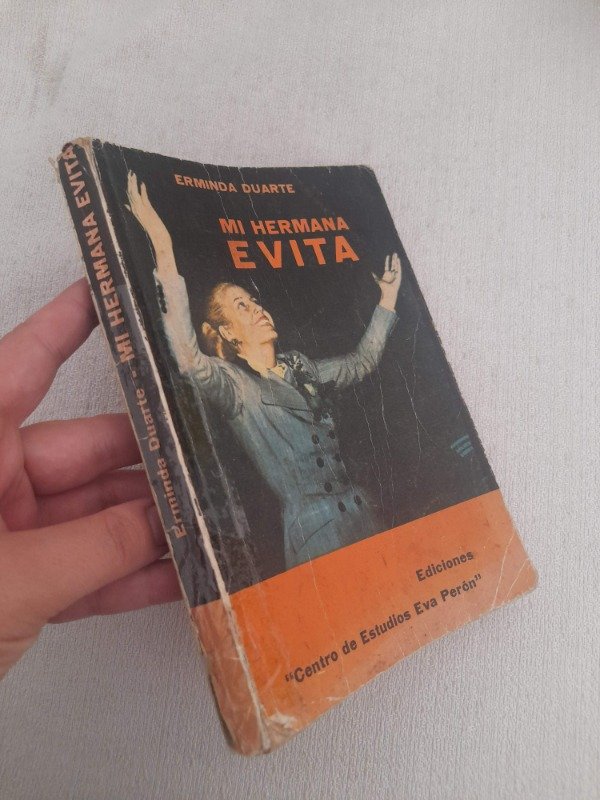 ERMINDA DUARTE
MI HERMANA
EVITA
Ediciones
"Centro de Estudios Eva Perón"
Erminda Duarte - MI HERMANA EVITA